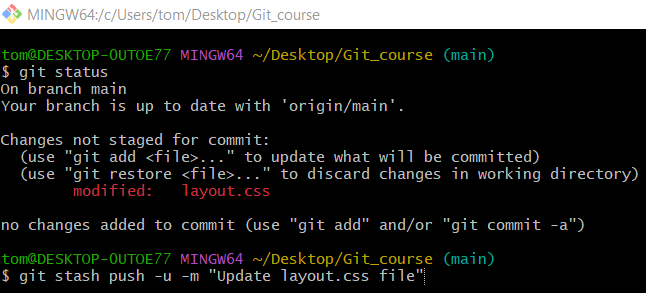 MINGW64:/c/Users/tom/Desktop/Git_course
tom@DESKTOP-OUTOE77 MINGW64 ~/Desktop/Git_course (main)
$ git status
On branch main
Your branch is up to date with 'origin/main'.
Changes not staged for commit:
  (use "git add <file>..." to update what will be committed)
  (use "git restore <file>..." to discard changes in working directory)
        modified:   layout.css
no changes added to commit (use "git add" and/or "git commit -a")
tom@DESKTOP-OUTOE77 MINGW64 ~/Desktop/Git_course (main)
$ git stash push -u -m "Update layout.css file"